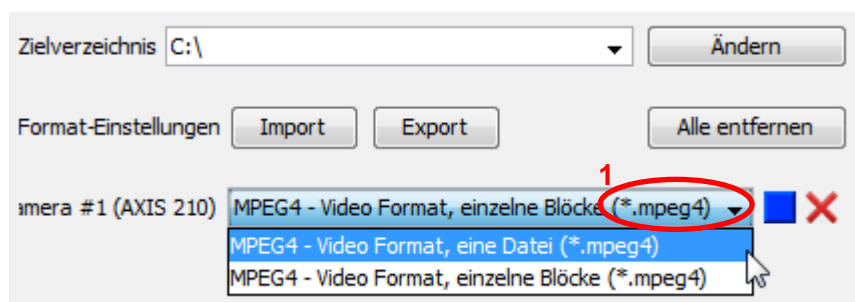 Zielverzeichnis C:\ Ändern
Format-Einstellungen Import Export Alle entfernen
1
amera #1 (AXIS 210) MPEG4 - Video Format, einzelne Blöcke (*.mpeg4)
MPEG4 - Video Format, eine Datei (*.mpeg4)
MPEG4 - Video Format, einzelne Blöcke (*.mpeg4)